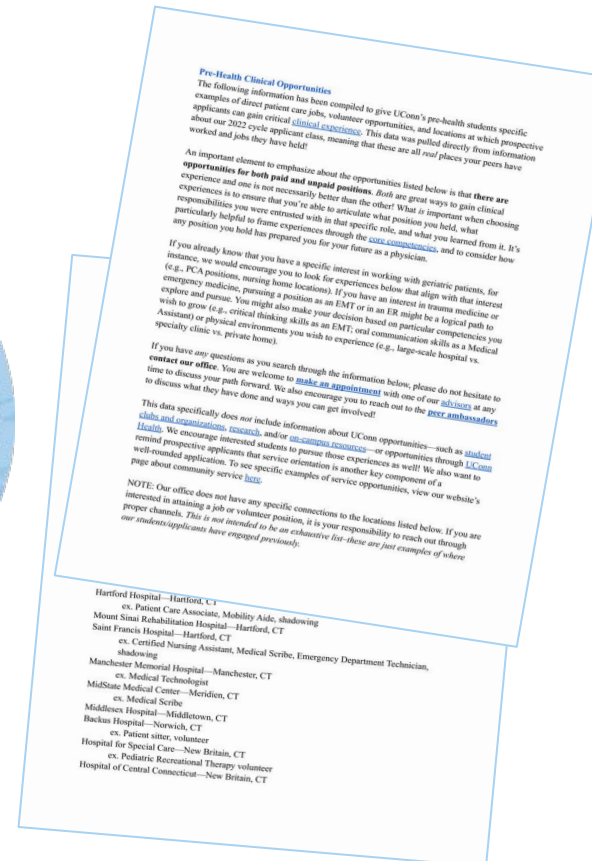 Pre-Health Clinical Opportunities
The following information has been compiled to give UConn's pre-health students specific
examples of direct patient care jobs, volunteer opportunities, and locations at which prospective
applicants can gain critical clinical experience. This data was pulled directly from information
about our 2022 cycle applicant class, meaning that these are all real places your peers have
worked and jobs they have held!
An important element to emphasize about the opportunities listed below is that there are
opportunities for both paid and unpaid positions. Both are great ways to gain clinical
experience and one is not necessarily better than the other! What is important when choosing
experiences is to ensure that you're able to articulate what position you held, what
responsibilities you were entrusted with in that specific role, and what you learned from it. It's
particularly helpful to frame experiences through the core competencies, and to consider how
any position you hold has prepared you for your future as a physician.
If you already know that you have a specific interest in working with geriatric patients, for
instance, we would encourage you to look for experiences below that align with that interest
(e.g., PCA positions, nursing home locations). If you have an interest in trauma medicine or
emergency medicine, pursuing a position as an EMT or in an ER might be a logical path to
explore and pursue. You might also make your decision based on particular competencies you
wish to grow (e.g., critical thinking skills as an EMT; oral communication skills as a Medical
Assistant) or physical environments you wish to experience (e.g., large-scale hospital vs.
specialty clinic vs. private home).
If you have any questions as you search through the information below, please do not hesitate to
contact our office. You are welcome to make an appointment with one of our advisors at any
time to discuss your path forward. We also encourage you to reach out to the peer ambassadors
to discuss what they have done and ways you can get involved!
This data specifically does not include information about UConn opportunities—such as student
clubs and organizations, research, and/or on-campus resources—or opportunities through UConn
Health. We encourage interested students to pursue those experiences as well! We also want to
remind prospective applicants that service orientation is another key component of a
well-rounded application. To see specific examples of service opportunities, view our website's
page about community service here.
NOTE: Our office does not have any specific connections to the locations listed below. If you are
interested in attaining a job or volunteer position, it is your responsibility to reach out through
proper channels. This is not intended to be an exhaustive list–these are just examples of where
our students/applicants have engaged previously.
Hartford Hospital—Hartford, CT
ex. Patient Care Associate, Mobility Aide, shadowing
Mount Sinai Rehabilitation Hospital—Hartford, CT
Saint Francis Hospital—Hartford, CT
ex. Certified Nursing Assistant, Medical Scribe, Emergency Department Technician,
shadowing
Manchester Memorial Hospital—Manchester, CT
ex. Medical Technologist
MidState Medical Center—Meriden, CT
ex. Medical Scribe
Middlesex Hospital—Middletown, CT
Backus Hospital—Norwich, CT
ex. Patient sitter, volunteer
Hospital for Special Care—New Britain, CT
ex. Pediatric Recreational Therapy volunteer
Hospital of Central Connecticut—New Britain, CT